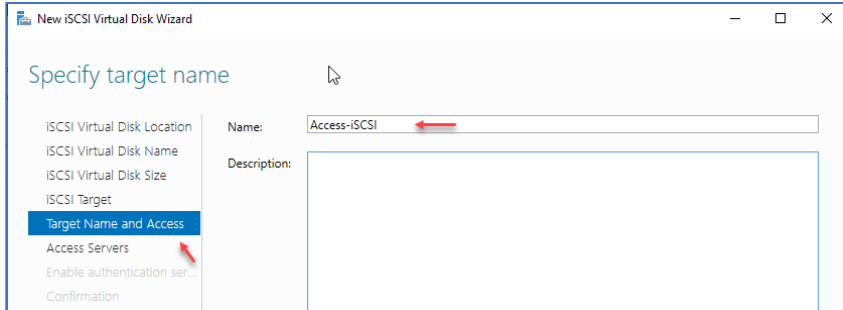 New iSCSI Virtual Disk Wizard
Specify target name
iSCSI Virtual Disk Location
iSCSI Virtual Disk Name
iSCSI Virtual Disk Size
iSCSI Target
Target Name and Access
Access Servers
Enable authentication ser...
Confirmation
Name:
Access-iSCSI
Description: